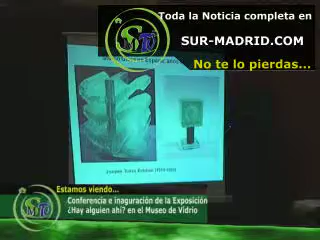 Toda la Noticia completa en
SUR-MADRID.COM
No te lo pierdas...
Estamos viendo...
Conferencia e inaguración de la Exposición
¿Hay alguien ahí? en el Museo de Vidrio